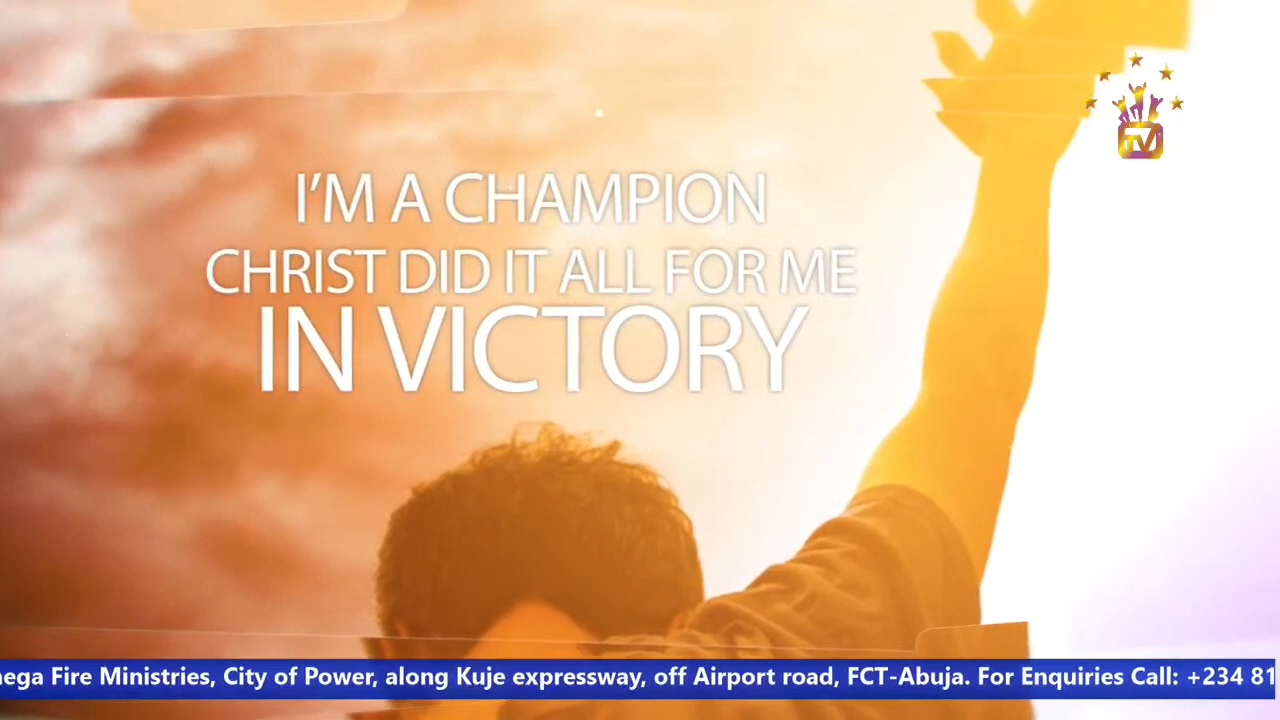 TV
I'M A CHAMPION
CHRIST DID IT ALL FOR ME
IN VICTORY
Fire Ministries, City of Power, along Kuje expressway, off Airport road, FCT-Abuja. For Enquiries Call: +234 81